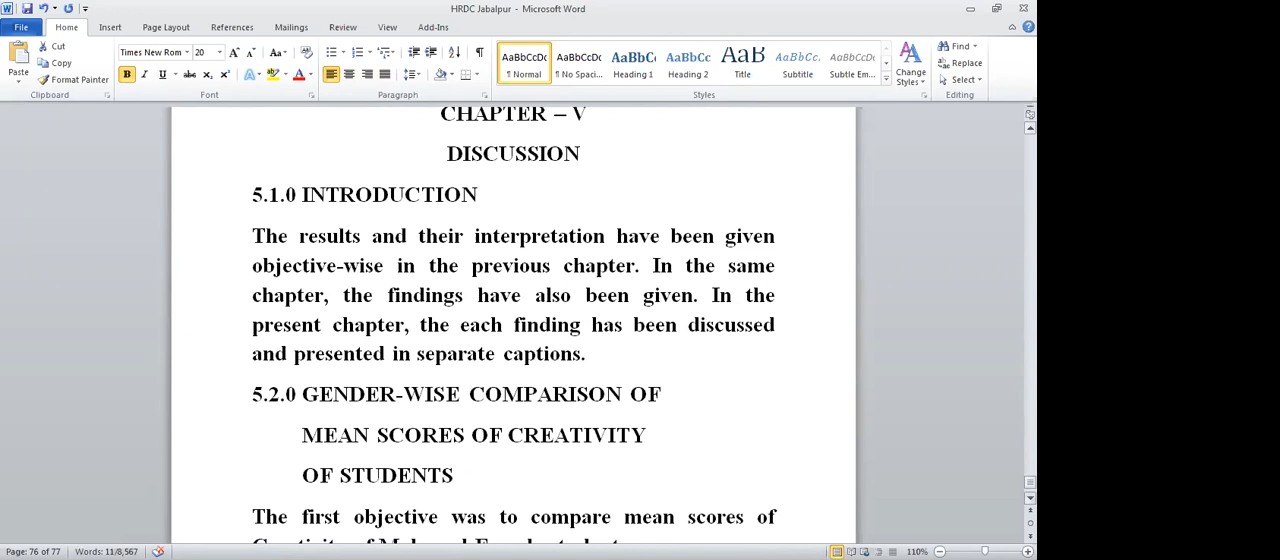 HRDC Jabalpur - Microsoft Word
File Home Insert Page Layout References Mailings Review View Add-Ins
Cut
Copy
Format Painter
Paste
Clipboard
Times New Rom 20
Font
Paragraph
AaBbCcDc AaBbCcDc AaBbC AaBbCc AaB AaBbCc. AaBbCcDc
¶ Normal ¶ No Spaci... Heading 1 Heading 2 Title Subtitle Subtle Em...
Change
Styles
Styles
Find
Replace
Select
Editing
CHAPTER – V
DISCUSSION
5.1.0 INTRODUCTION
The results and their interpretation have been given
objective-wise in the previous chapter. In the same
chapter, the findings have also been given. In the
present chapter, the each finding has been discussed
and presented in separate captions.
5.2.0 GENDER-WISE COMPARISON OF
MEAN SCORES OF CREATIVITY
OF STUDENTS
The first objective was to compare mean scores of
Page: 76 of 77 Words: 11/8,567 110%